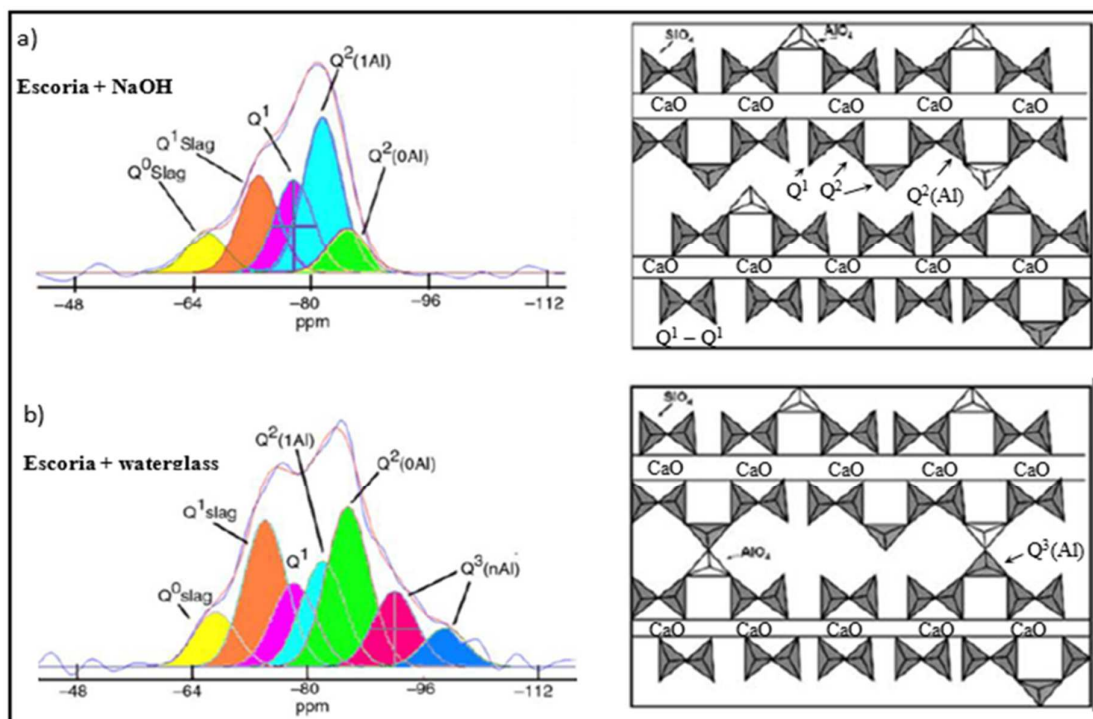 a)
Escoria + NaOH
Q²(1Al)
Q¹
Q¹Slag
Q⁰Slag
Q²(0Al)
−48
−64
−80
−96
−112
ppm
SiO₄
AlO₄
CaO CaO CaO CaO CaO
Q¹ Q² Q²(Al)
CaO CaO CaO CaO CaO
Q¹ – Q¹
b)
Escoria + waterglass
Q²(1Al)
Q²(0Al)
Q¹slag
Q¹
Q³(nAl)
Q⁰slag
−48
−64
−80
−96
−112
ppm
SiO₄
CaO CaO CaO CaO CaO
AlO₄
Q³(Al)
CaO CaO CaO CaO CaO